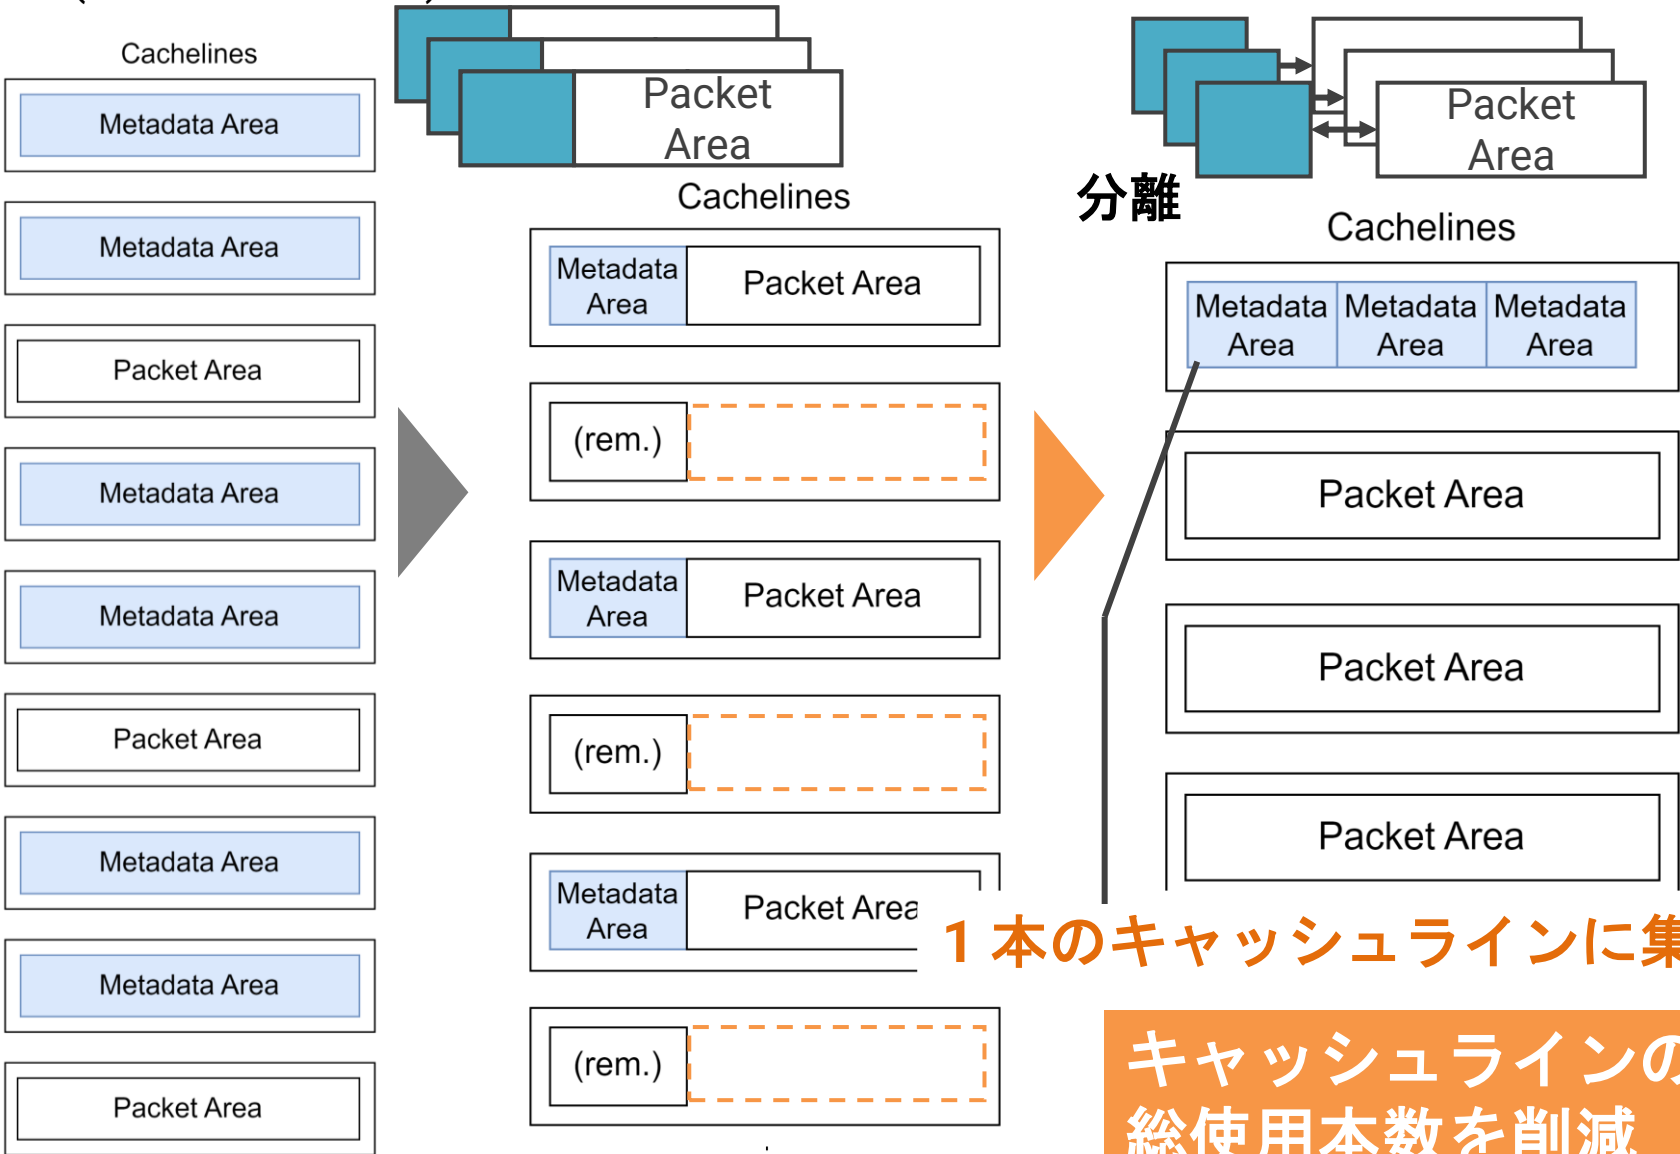 Cachelines
Metadata Area
Metadata Area
Packet Area
Metadata Area
Metadata Area
Packet Area
Metadata Area
Metadata Area
Packet Area
Packet
Area
Cachelines
Metadata
Area
Packet Area
(rem.)
Metadata
Area
Packet Area
(rem.)
Metadata
Area
Packet Area
(rem.)
Packet
Area
分離
Cachelines
Metadata
Area
Metadata
Area
Metadata
Area
Packet Area
Packet Area
Packet Area
1本のキャッシュラインに集
キャッシュラインの
総使用本数を削減